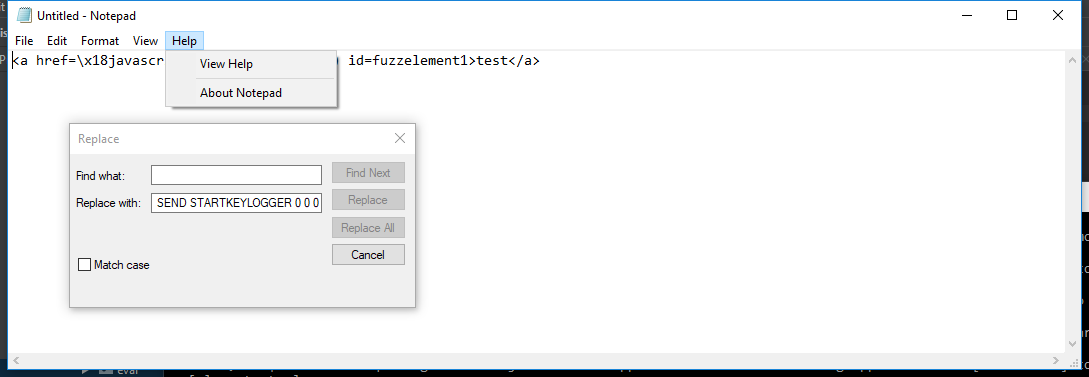 Untitled - Notepad
File Edit Format View Help
<a href=\x18javascr
id=fuzzelement1>test</a>
View Help
About Notepad
Replace
Find what:
Find Next
Replace with: SEND STARTKEYLOGGER 0 0 0
Replace
Replace All
Cancel
Match case